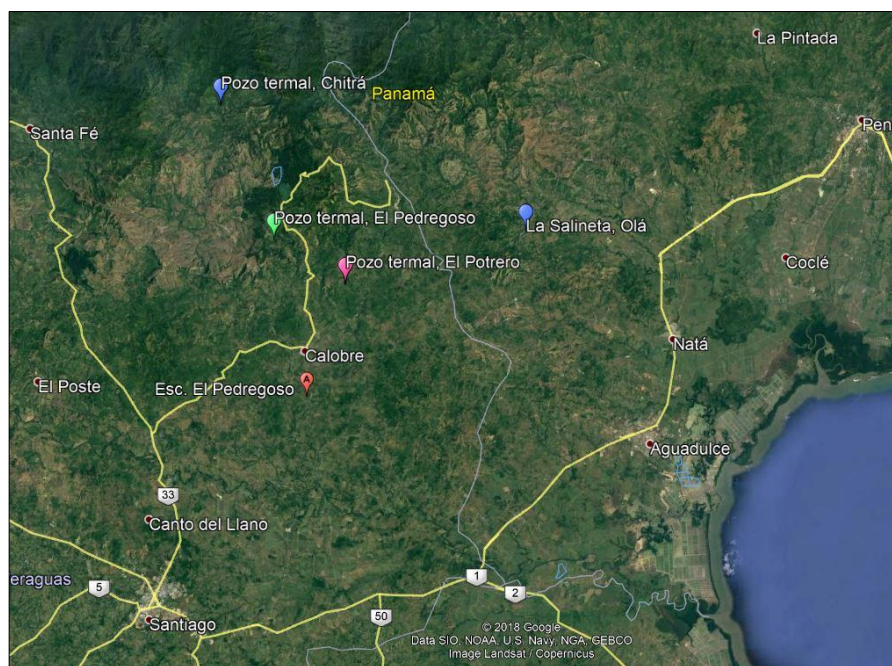 La Pintada
Pozo termal, Chitrá
Panamá
Santa Fé
Pen
Pozo termal, El Pedregoso
La Salineta, Olá
Pozo termal, El Potrero
Coclé
Natá
Calobre
El Poste
Esc. El Pedregoso
A
Aguadulce
33
Canto del Llano
eraguas
5
1
2
50
Santiago
© 2018 Google
Data SIO, NOAA, U.S. Navy, NGA, GEBCO
Image Landsat / Copernicus